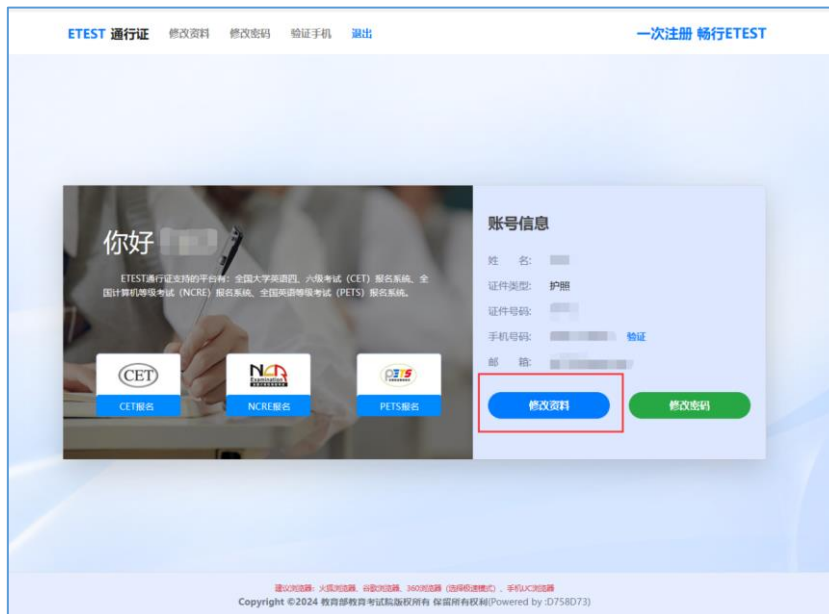 ETEST 通行证 修改资料 修改密码 验证手机 退出 一次注册 畅行ETEST
你好
ETEST通行证支持的平台有：全国大学英语四、六级考试（CET）报名系统、全
国计算机等级考试（NCRE）报名系统、全国英语等级考试（PETS）报名系统。
CET
CET报名
NCR
Examination
NCRE报名
PETS
PETS报名
账号信息
姓 名:
证件类型: 护照
证件号码:
手机号码: 验证
邮 箱:
修改资料 修改密码
建议浏览器：火狐浏览器、谷歌浏览器、360浏览器（选择极速模式）、手机UC浏览器
Copyright ©2024 教育部教育考试院版权所有 保留所有权利(Powered by :D758D73)